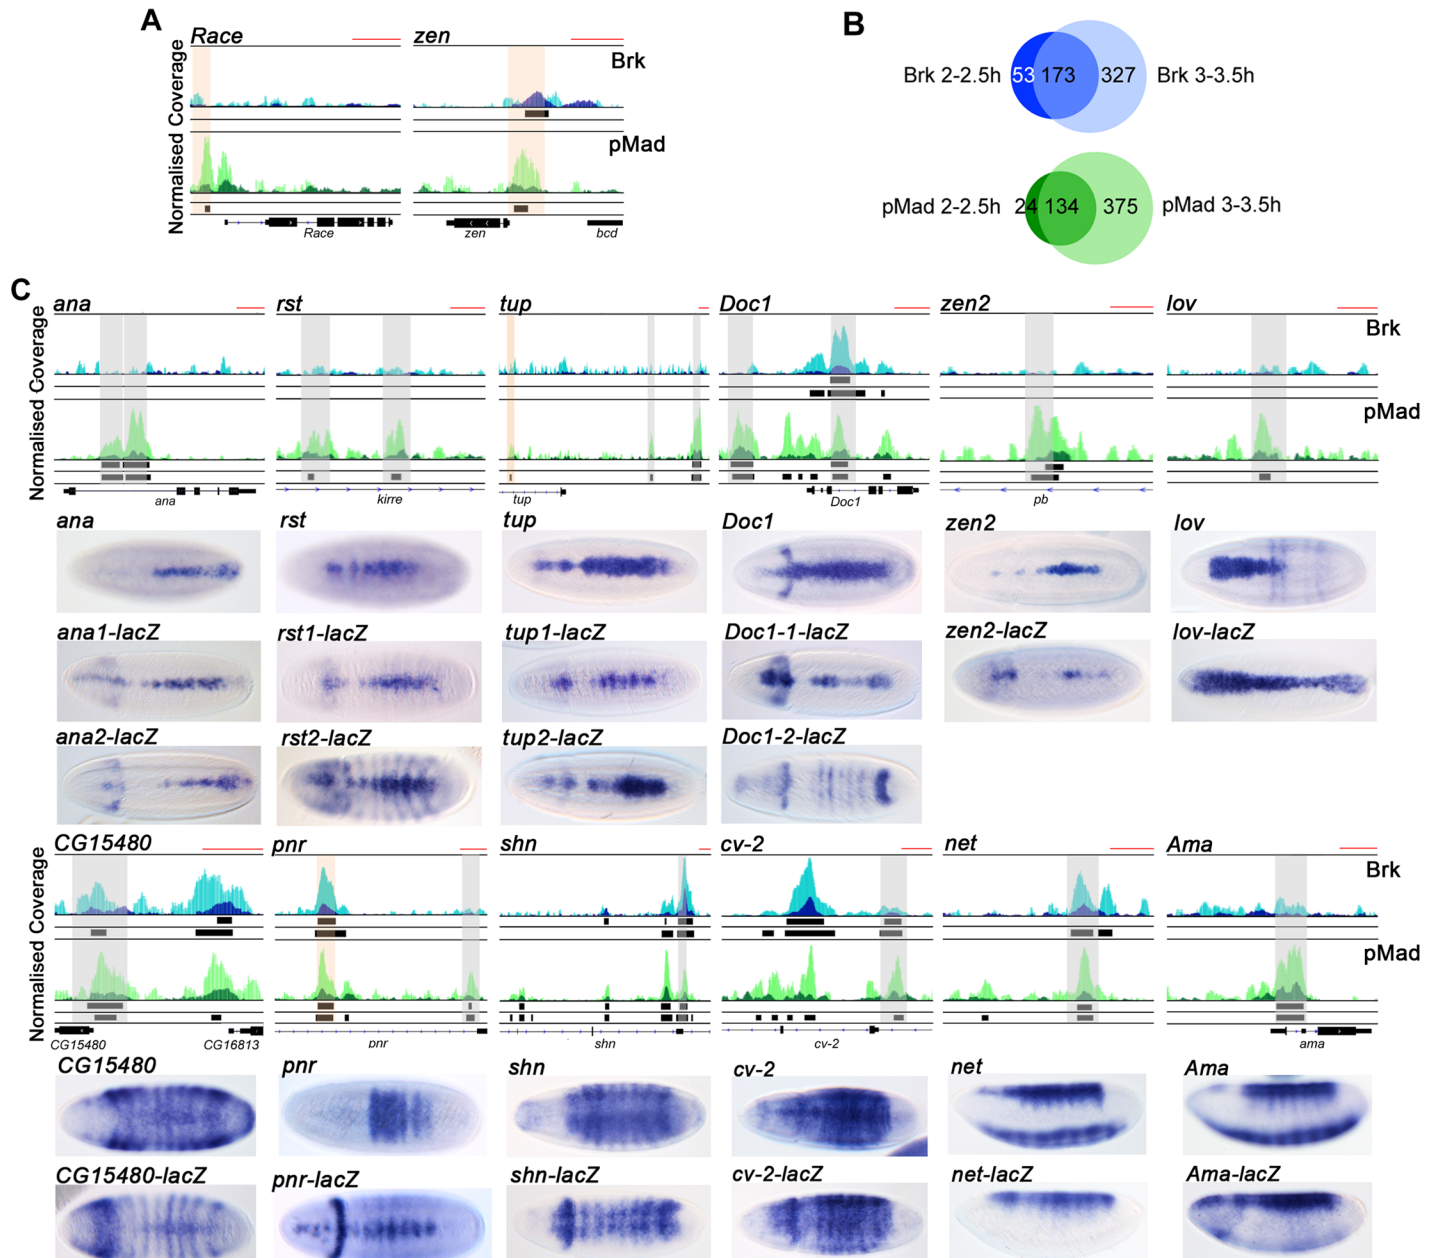 A
Race zen
Normalised Coverage
Brk
pMad
Race zen bcd
B
Brk 2-2.5h 53 173 327 Brk 3-3.5h
pMad 2-2.5h 24 134 375 pMad 3-3.5h
C
ana rst tup Doc1 zen2 lov
Normalised Coverage
Brk
pMad
ana kirre tup Doc1 pb
ana rst tup Doc1 zen2 lov
ana1-lacZ rst1-lacZ tup1-lacZ Doc1-1-lacZ zen2-lacZ lov-lacZ
ana2-lacZ rst2-lacZ tup2-lacZ Doc1-2-lacZ
CG15480 pnr shn cv-2 net Ama
Normalised Coverage
Brk
pMad
CG15480 CG16813 pnr shn cv-2 ama
CG15480 pnr shn cv-2 net Ama
CG15480-lacZ pnr-lacZ shn-lacZ cv-2-lacZ net-lacZ Ama-lacZ